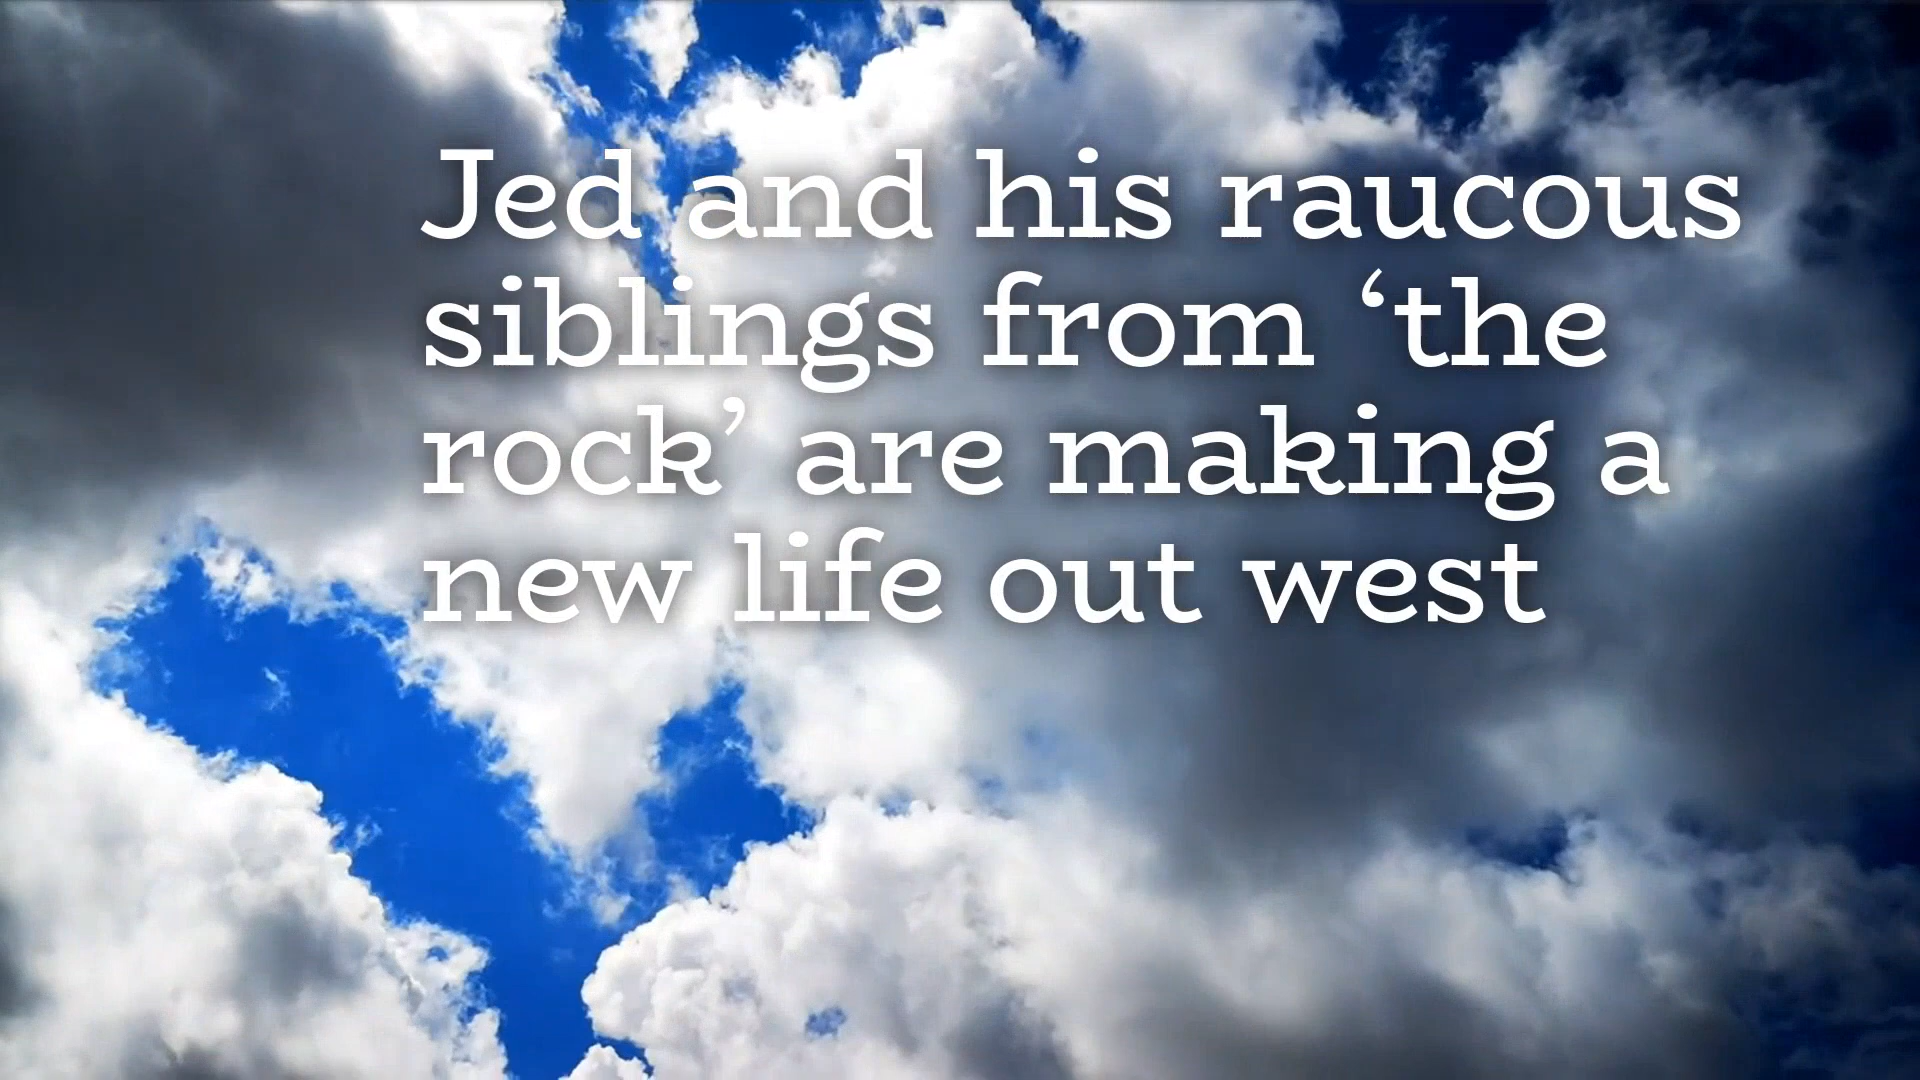 Jed and his raucous
siblings from ‘the
rock’ are making a
new life out west